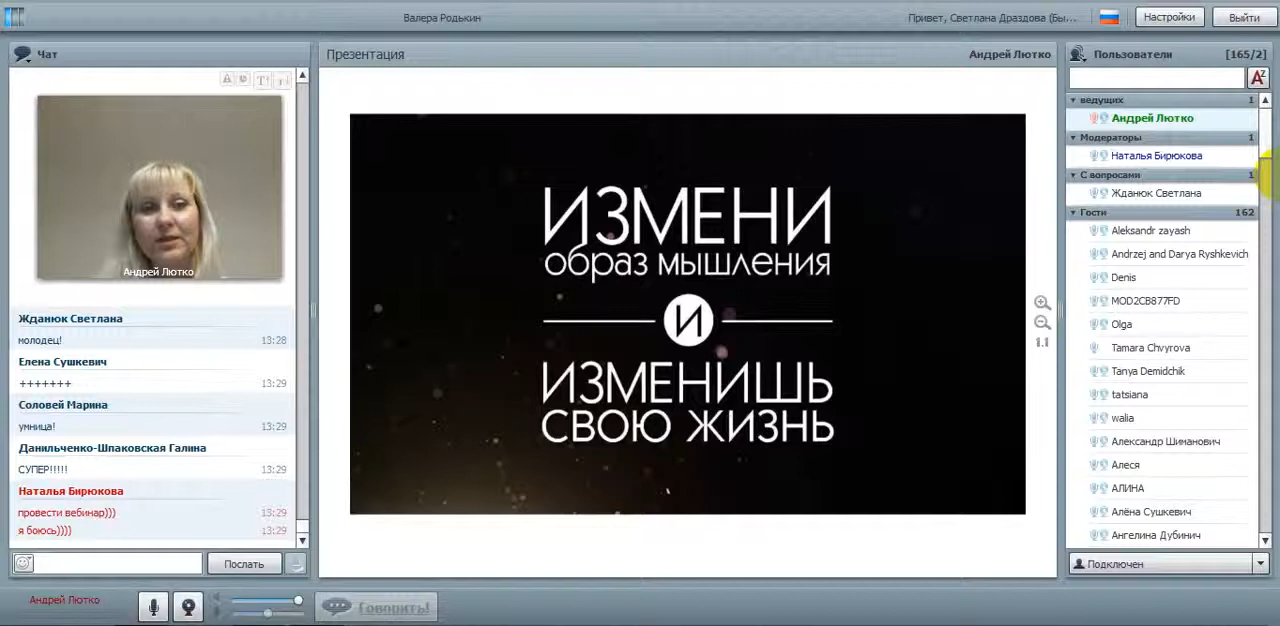 Валера Родькин
Привет, Светлана Драздова (Бы...
Настройки
Выйти
Чат
Андрей Лютко
Жданюк Светлана
молодец!
13:28
Елена Сушкевич
+++++++
13:29
Соловей Марина
умница!
13:29
Данильченко-Шпаковская Галина
СУПЕР!!!!!
13:29
Наталья Бирюкова
провести вебинар)))
13:29
я боюсь))))
13:29
Послать
Презентация
Андрей Лютко
ИЗМЕНИ
образ мышления
И
ИЗМЕНИШЬ
СВОЮ ЖИЗНЬ
1.1
Пользователи
[165/2]
ведущих 1
Андрей Лютко
Модераторы 1
Наталья Бирюкова
С вопросами 1
Жданюк Светлана
Гости 162
Aleksandr zayash
Andrzej and Darya Ryshkevich
Denis
MOD2CB877FD
Olga
Tamara Chvyrova
Tanya Demidchik
tatsiana
walia
Александр Шинанович
Алеся
АЛИНА
Алёна Сушкевич
Ангелина Дубинич
Подключен
Андрей Лютко
Говорить!